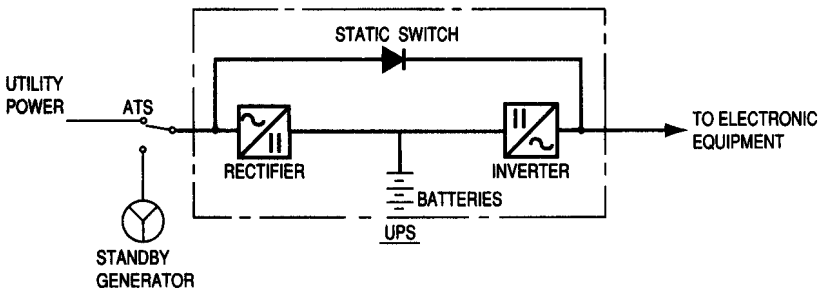 STATIC SWITCH
UTILITY
POWER
ATS
RECTIFIER
INVERTER
TO ELECTRONIC
EQUIPMENT
BATTERIES
UPS
STANDBY
GENERATOR